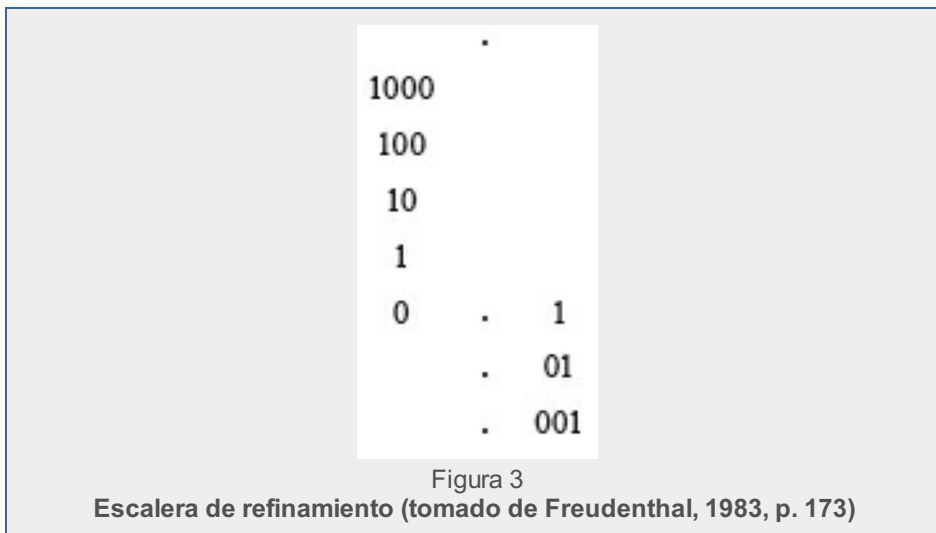 .
1000
100
10
1
0 . 1
. 01
. 001
Figura 3
Escalera de refinamiento (tomado de Freudenthal, 1983, p. 173)